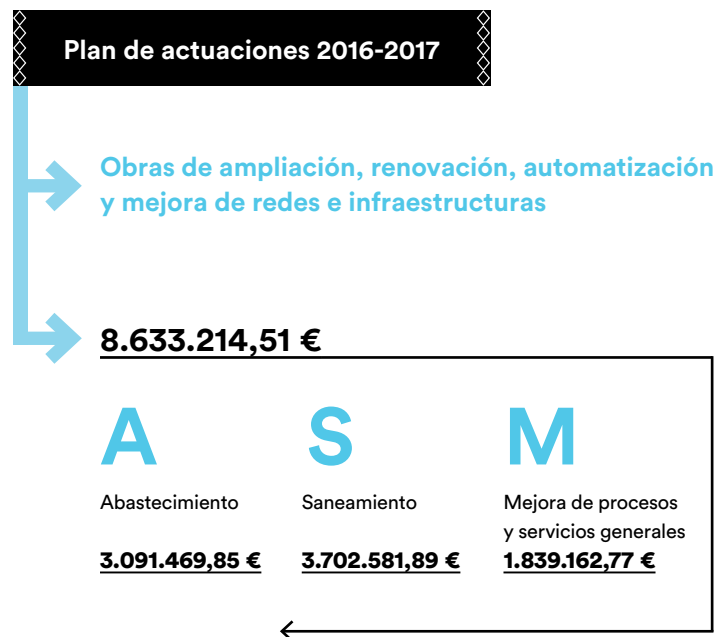 Plan de actuaciones 2016-2017
Obras de ampliación, renovación, automatización
y mejora de redes e infraestructuras
8.633.214,51 €
A
Abastecimiento
3.091.469,85 €
S
Saneamiento
3.702.581,89 €
M
Mejora de procesos
y servicios generales
1.839.162,77 €